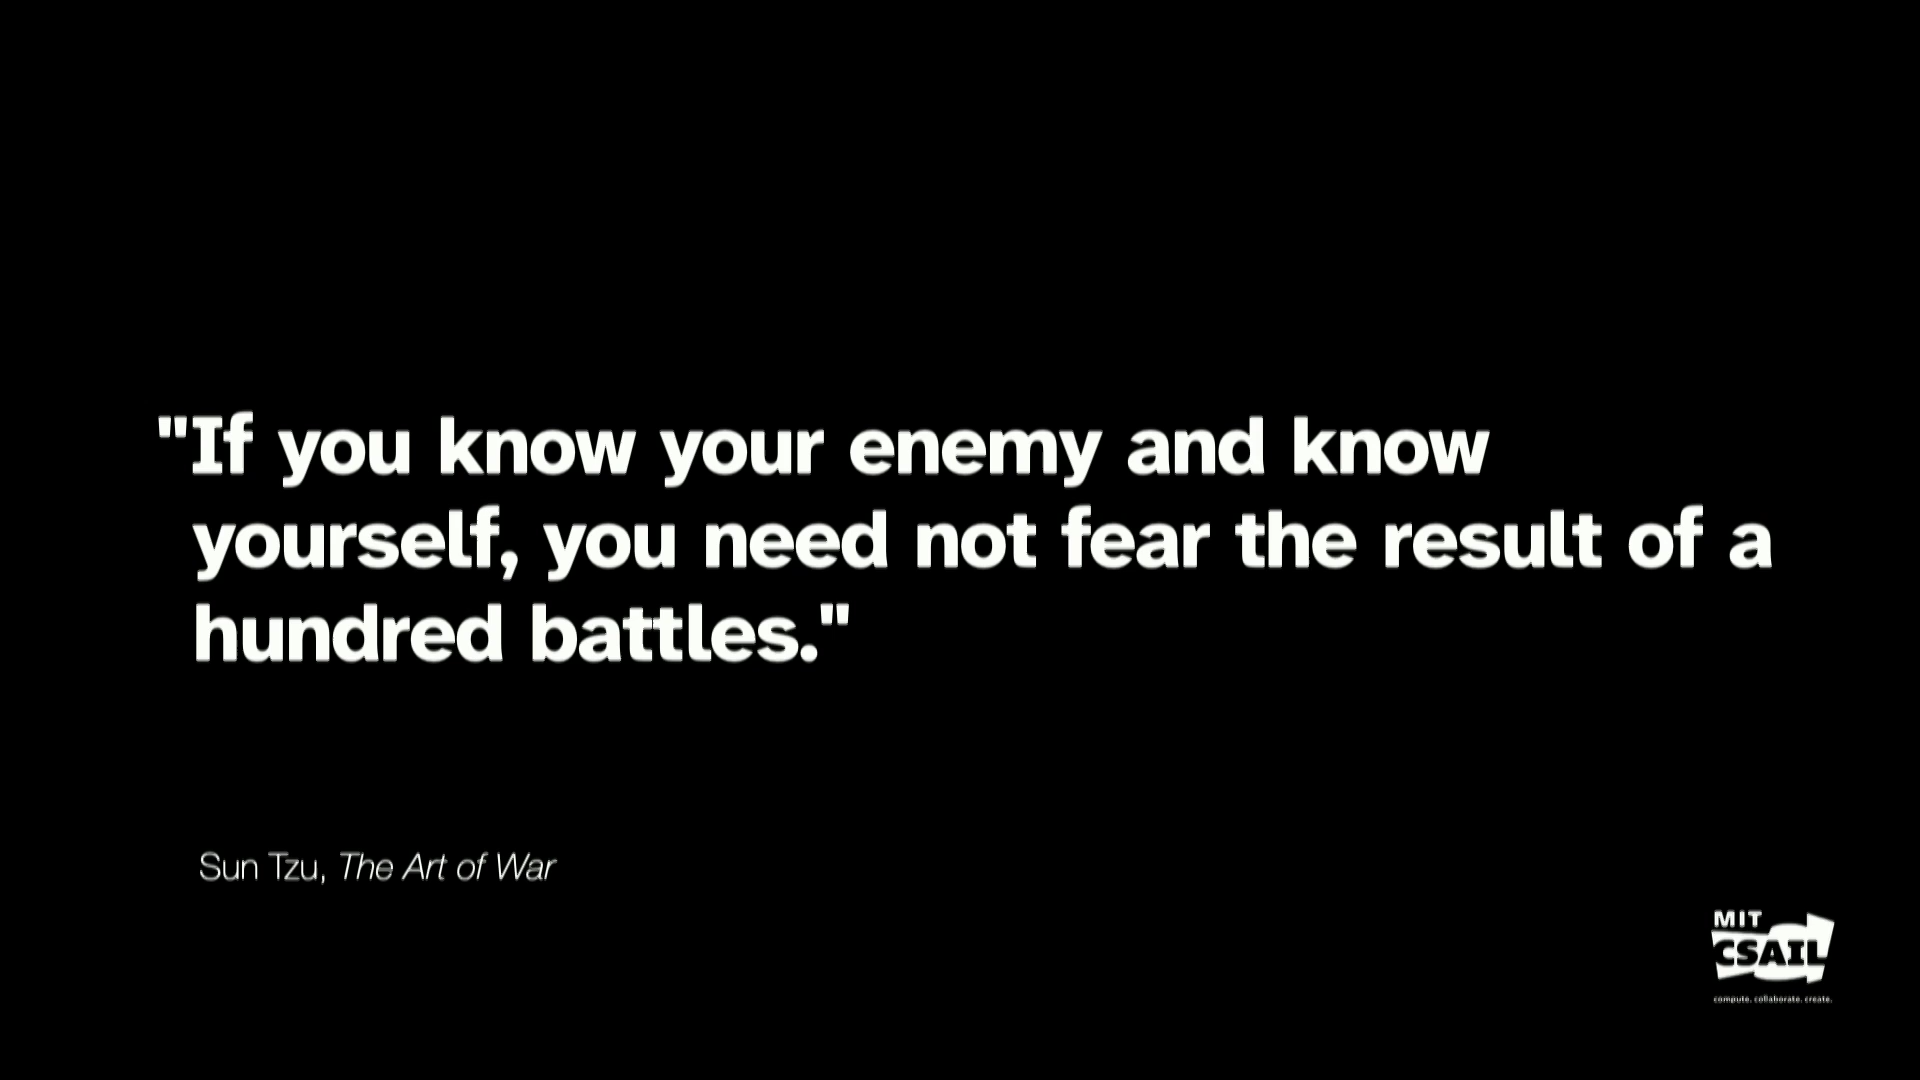 "If you know your enemy and know
yourself, you need not fear the result of a
hundred battles."
Sun Tzu, The Art of War
MIT
CSAIL
compute. collaborate. create.